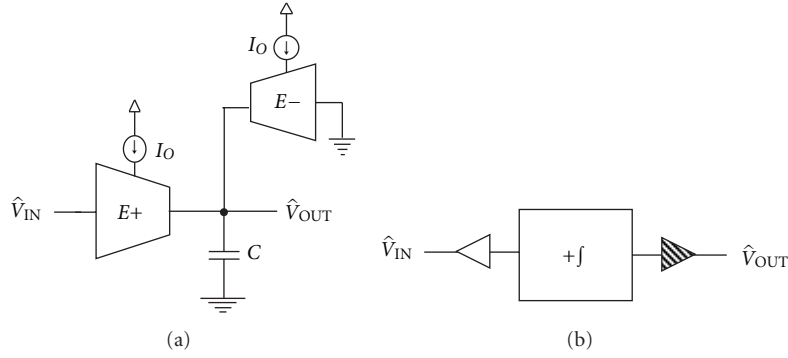 I_O
E−
I_O
V̂_IN
E+
V̂_OUT
C
(a)
V̂_IN
+∫
V̂_OUT
(b)